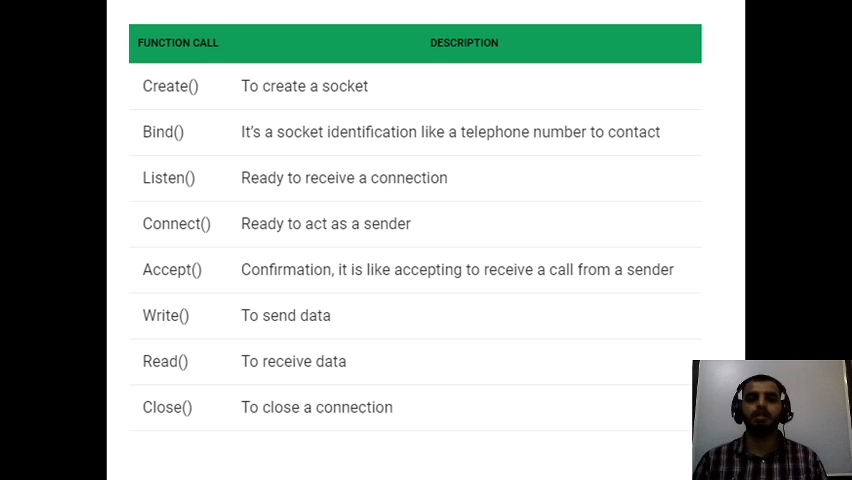 FUNCTION CALL DESCRIPTION
Create() To create a socket
Bind() It's a socket identification like a telephone number to contact
Listen() Ready to receive a connection
Connect() Ready to act as a sender
Accept() Confirmation, it is like accepting to receive a call from a sender
Write() To send data
Read() To receive data
Close() To close a connection